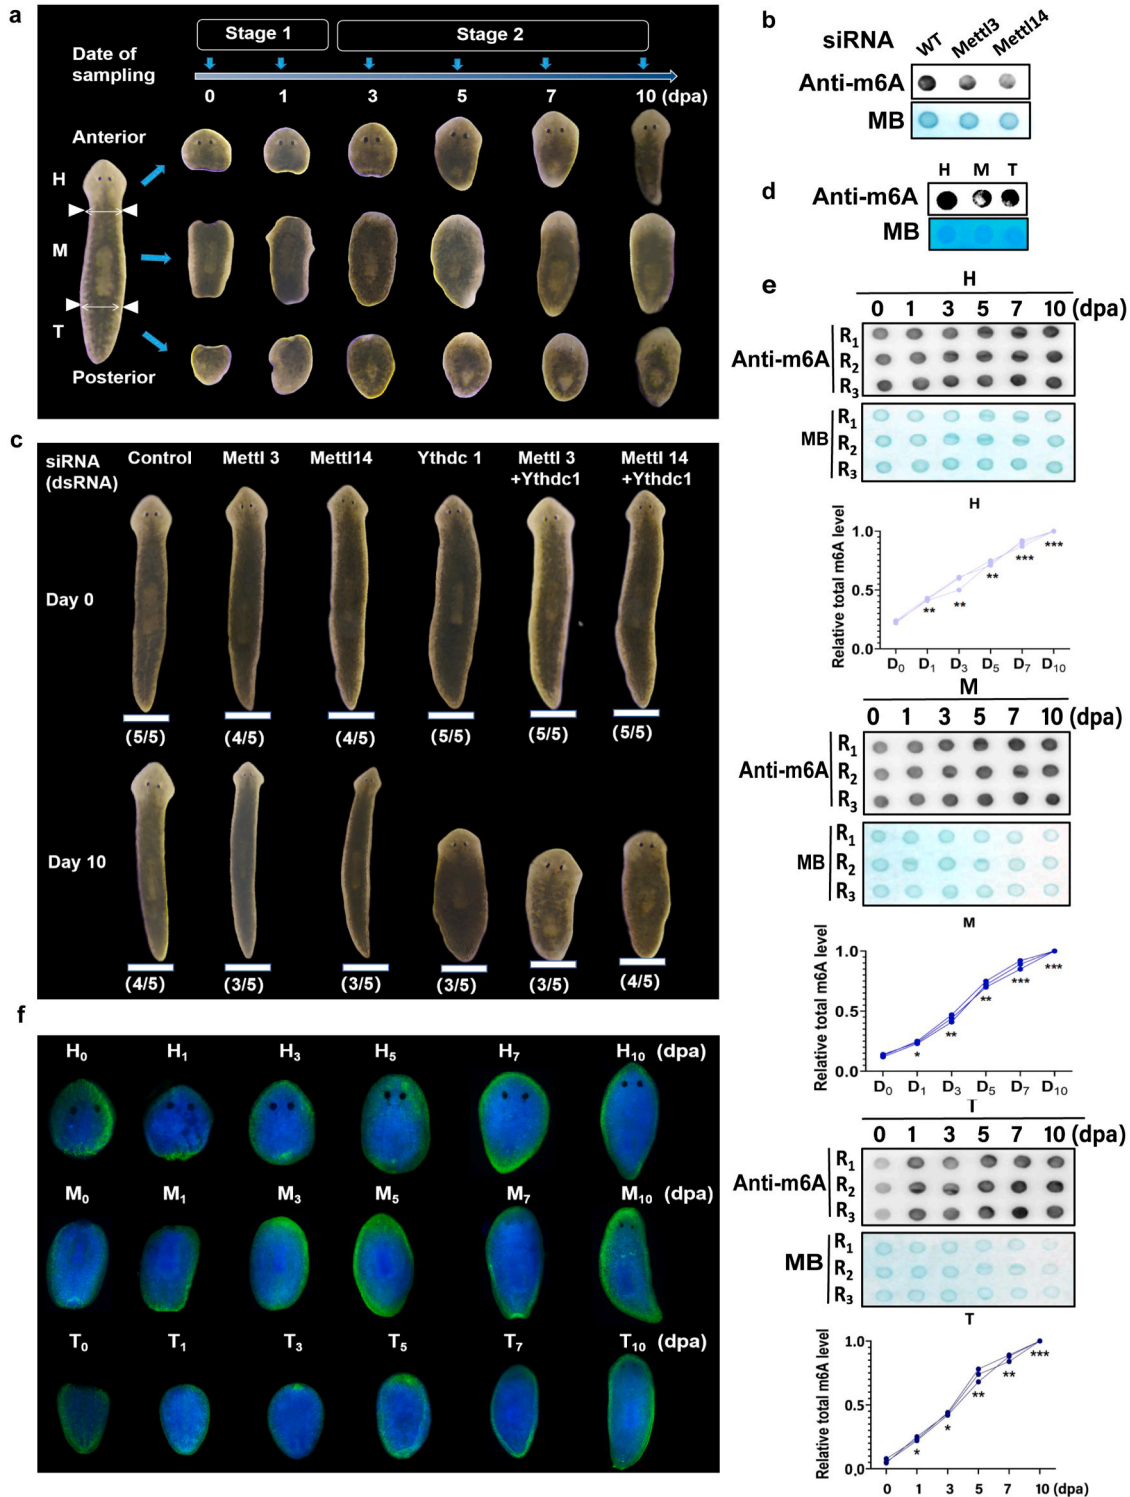 a
Stage 1
Stage 2
Date of
sampling
0 1 3 5 7 10 (dpa)
Anterior
H
M
T
Posterior
b
siRNA
WT Mettl3 Mettl14
Anti-m6A
MB
d
H M T
Anti-m6A
MB
c
siRNA
(dsRNA)
Control
Mettl 3
Mettl14
Ythdc 1
Mettl 3
+Ythdc1
Mettl 14
+Ythdc1
Day 0
(5/5) (4/5) (4/5) (5/5) (5/5) (5/5)
Day 10
(4/5) (3/5) (3/5) (3/5) (3/5) (4/5)
e
H
0 1 3 5 7 10 (dpa)
Anti-m6A
R1
R2
R3
MB
R1
R2
R3
H
Relative total m6A level
1.0
0.5
0.0
** ** ** *** ***
D0 D1 D3 D5 D7 D10
M
0 1 3 5 7 10 (dpa)
Anti-m6A
R1
R2
R3
MB
R1
R2
R3
M
Relative total m6A level
1.0
0.5
0.0
* ** ** *** ***
D0 D1 D3 D5 D7 D10
T
0 1 3 5 7 10 (dpa)
Anti-m6A
R1
R2
R3
MB
R1
R2
R3
T
Relative total m6A level
1.0
0.5
0.0
* * ** ** ***
0 1 3 5 7 10 (dpa)
f
H0 H1 H3 H5 H7 H10 (dpa)
M0 M1 M3 M5 M7 M10 (dpa)
T0 T1 T3 T5 T7 T10 (dpa)